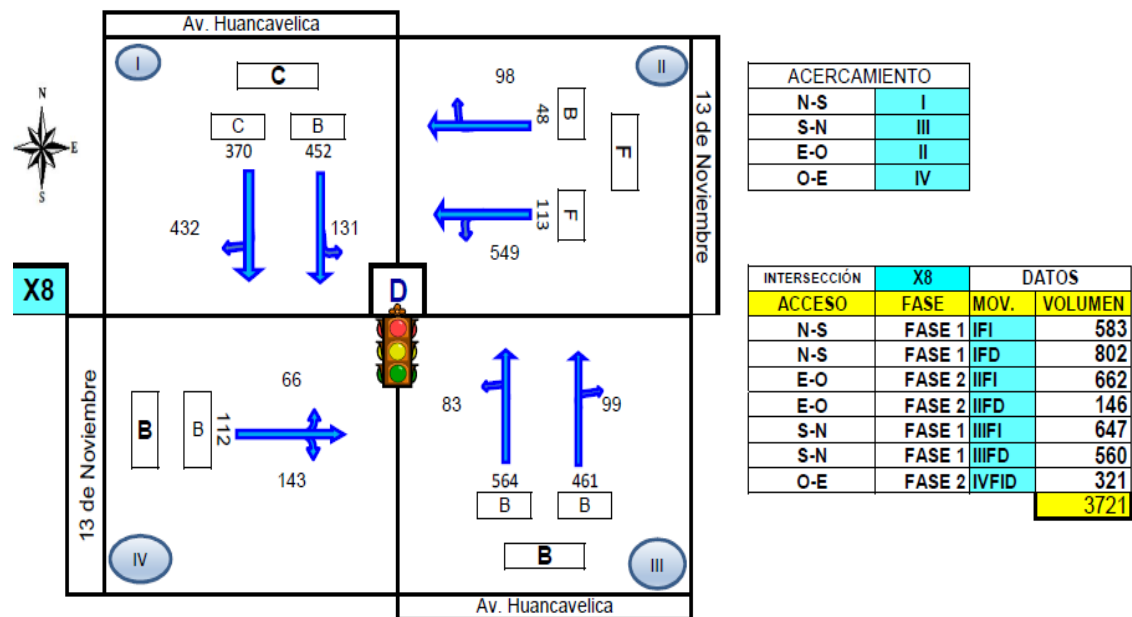 Av. Huancavelica
I
C
C
B
370
452
432
131
II
98
48
B
F
113
F
549
13 de Noviembre
N
E
S
X8
D
13 de Noviembre
66
B
B
112
143
IV
83
99
564
461
B
B
B
III
Av. Huancavelica
ACERCAMIENTO
N-S I
S-N III
E-O II
O-E IV
INTERSECCIÓN X8 DATOS
ACCESO FASE MOV. VOLUMEN
N-S FASE 1 IFI 583
N-S FASE 1 IFD 802
E-O FASE 2 IIFI 662
E-O FASE 2 IIFD 146
S-N FASE 1 IIIFI 647
S-N FASE 1 IIIFD 560
O-E FASE 2 IVFID 321
3721